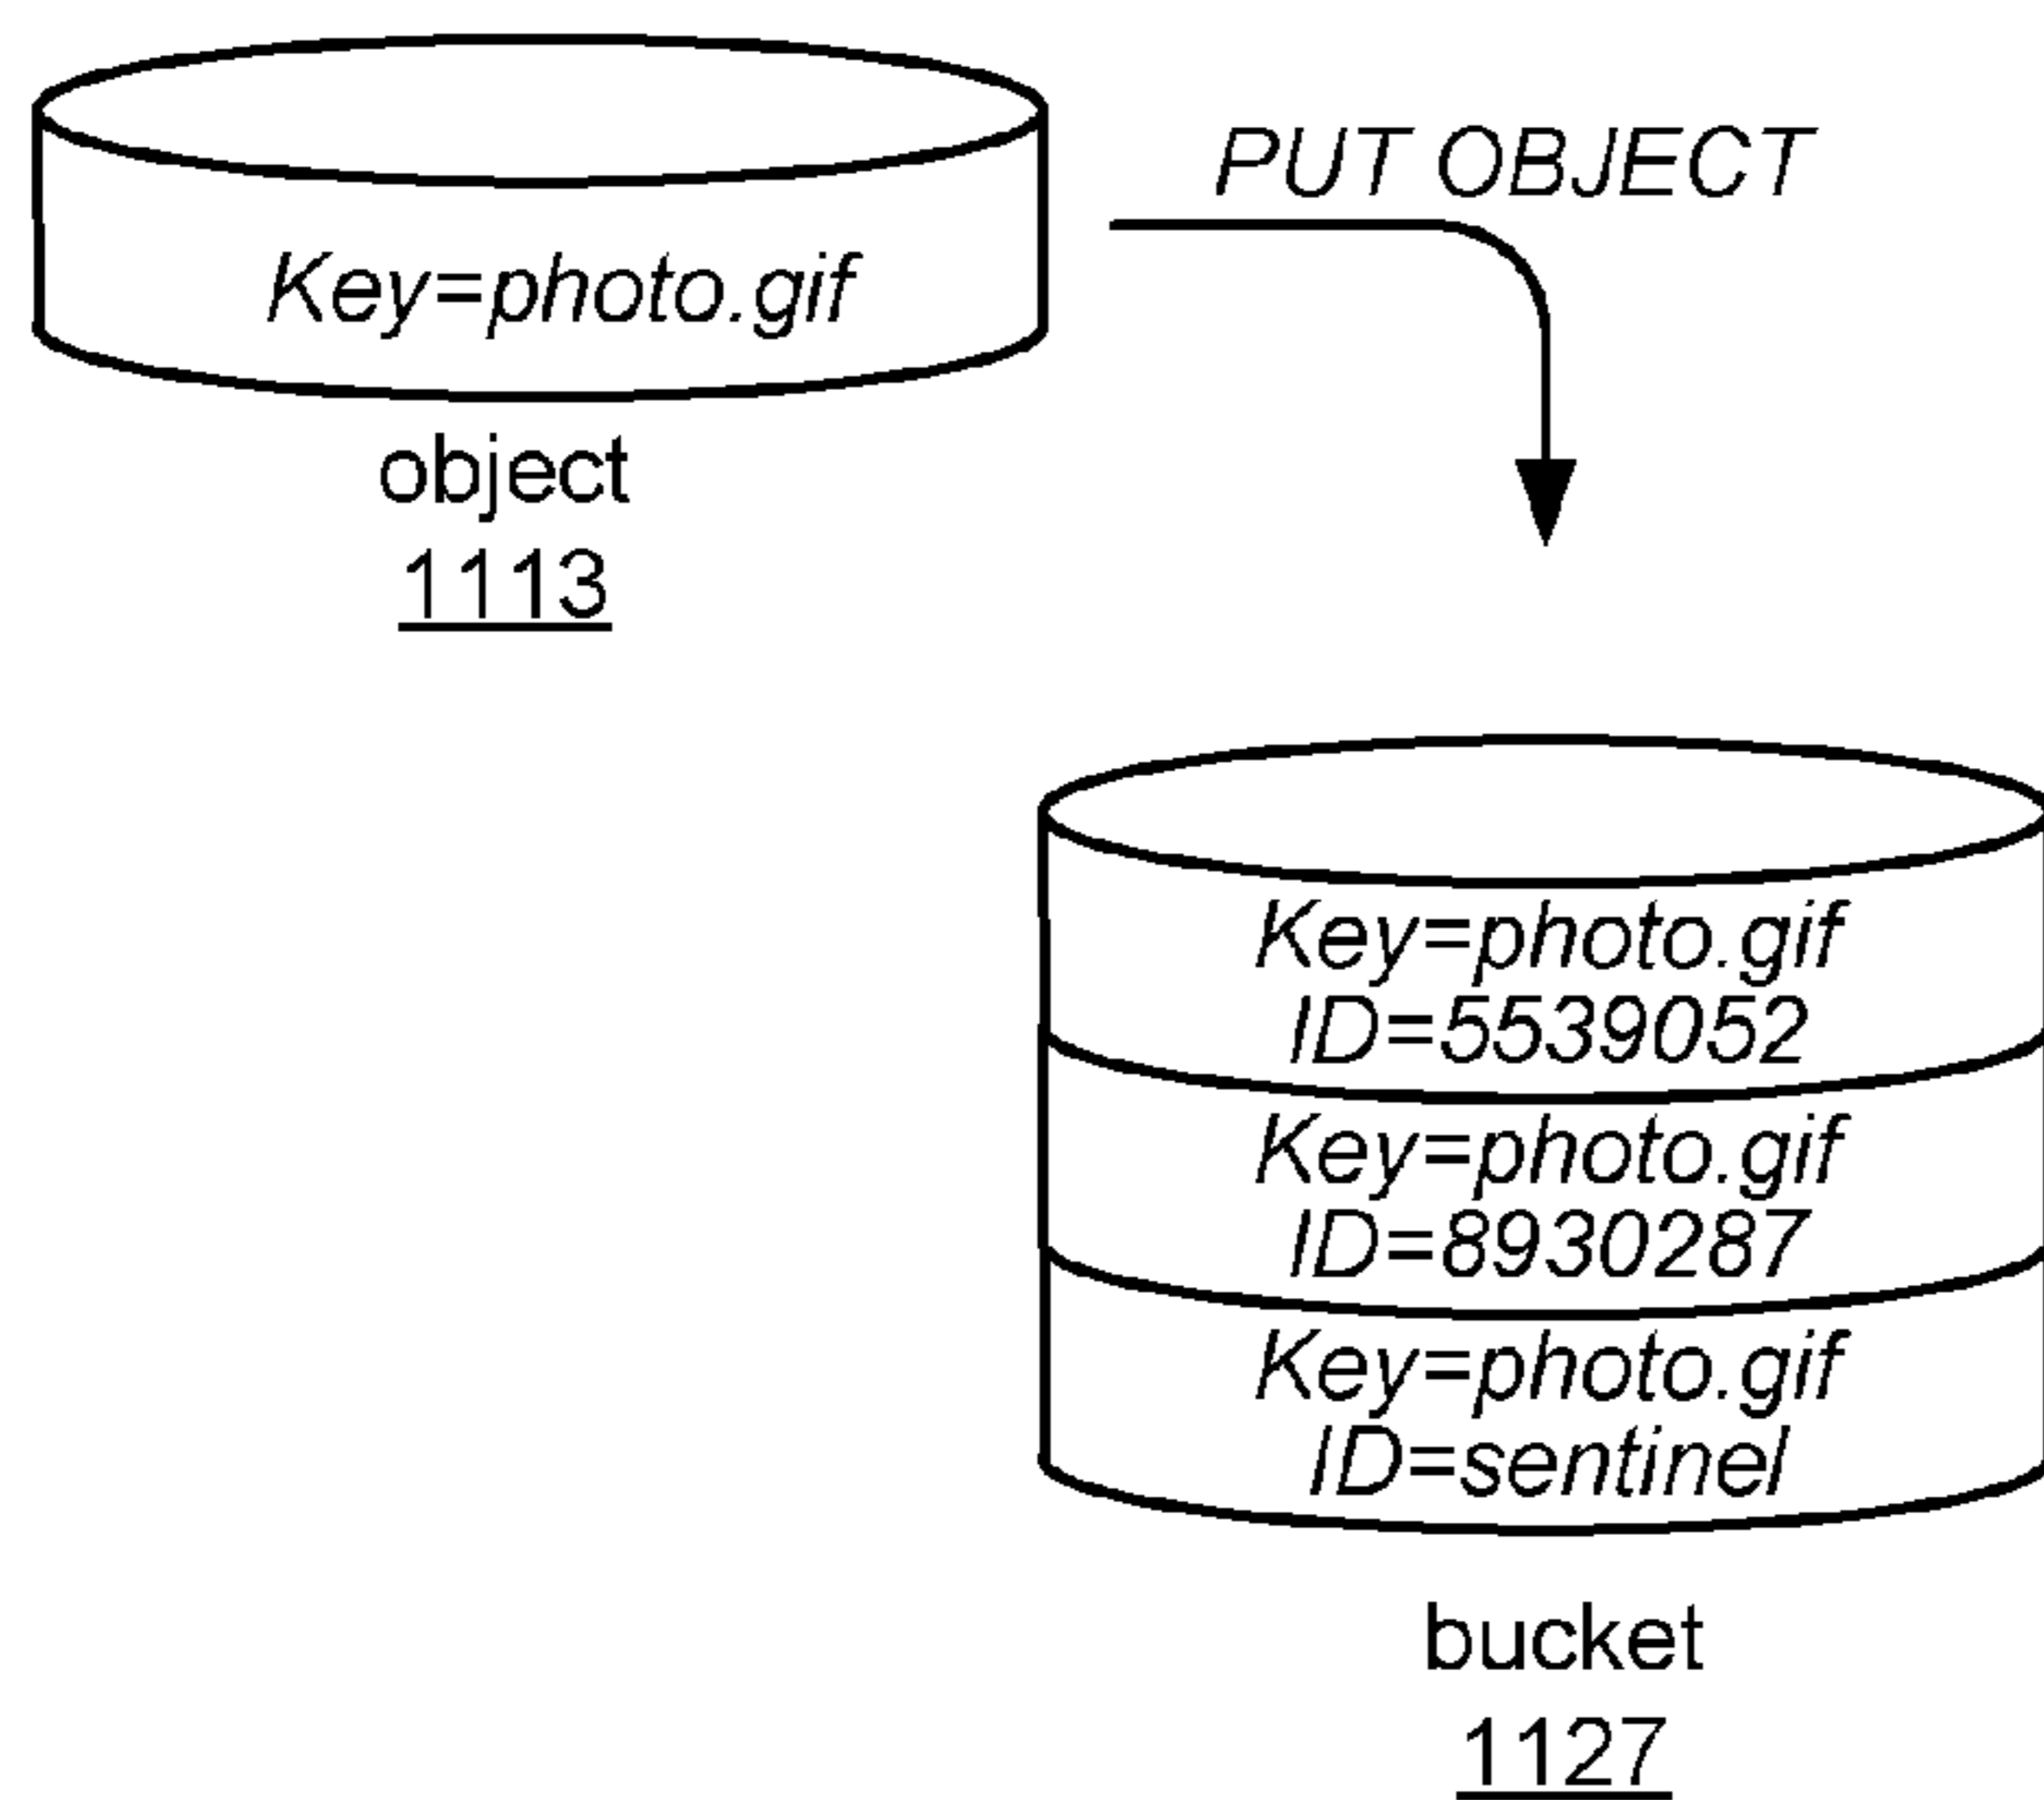 PUT OBJECT
Key=photo.gif
object
1113
Key=photo.gif
ID=5539052
Key=photo.gif
ID=8930287
Key=photo.gif
ID=sentinel
bucket
1127